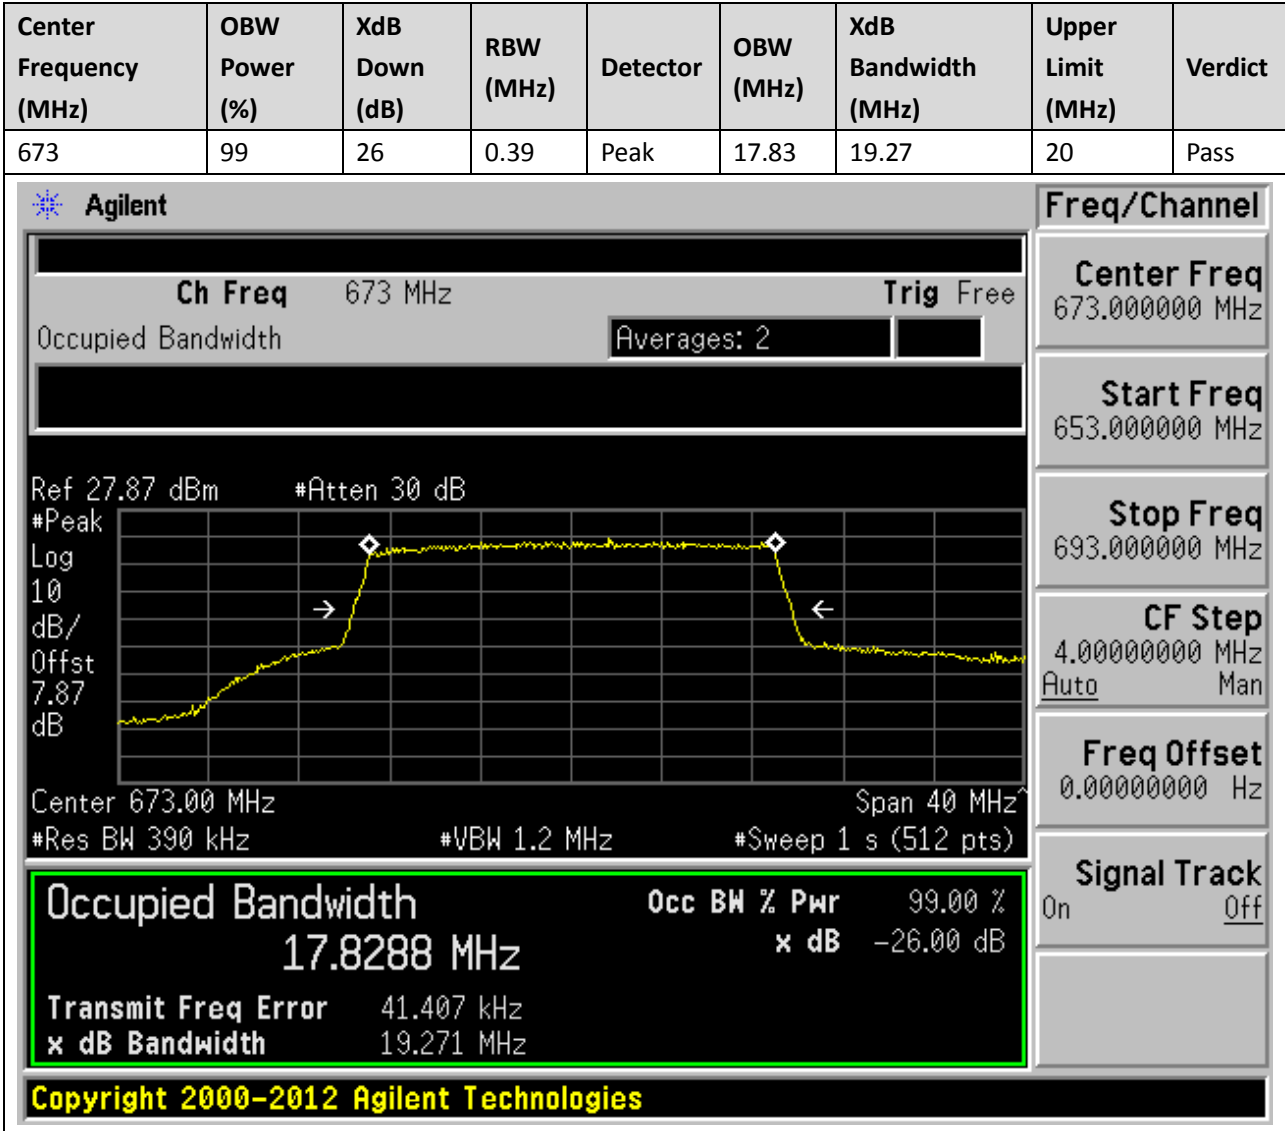 Center Frequency (MHz) OBW Power (%) XdB Down (dB) RBW (MHz) Detector OBW (MHz) XdB Bandwidth (MHz) Upper Limit (MHz) Verdict
673 99 26 0.39 Peak 17.83 19.27 20 Pass
Agilent
Ch Freq 673 MHz Trig Free
Occupied Bandwidth Averages: 2
Ref 27.87 dBm #Atten 30 dB
#Peak
Log
10
dB/
Offst
7.87
dB
Center 673.00 MHz Span 40 MHz^
#Res BW 390 kHz #VBW 1.2 MHz #Sweep 1 s (512 pts)
Occupied Bandwidth Occ BW % Pwr 99.00 %
17.8288 MHz x dB -26.00 dB
Transmit Freq Error 41.407 kHz
x dB Bandwidth 19.271 MHz
Copyright 2000-2012 Agilent Technologies
Freq/Channel
Center Freq
673.000000 MHz
Start Freq
653.000000 MHz
Stop Freq
693.000000 MHz
CF Step
4.00000000 MHz
Auto Man
Freq Offset
0.00000000 Hz
Signal Track
On Off